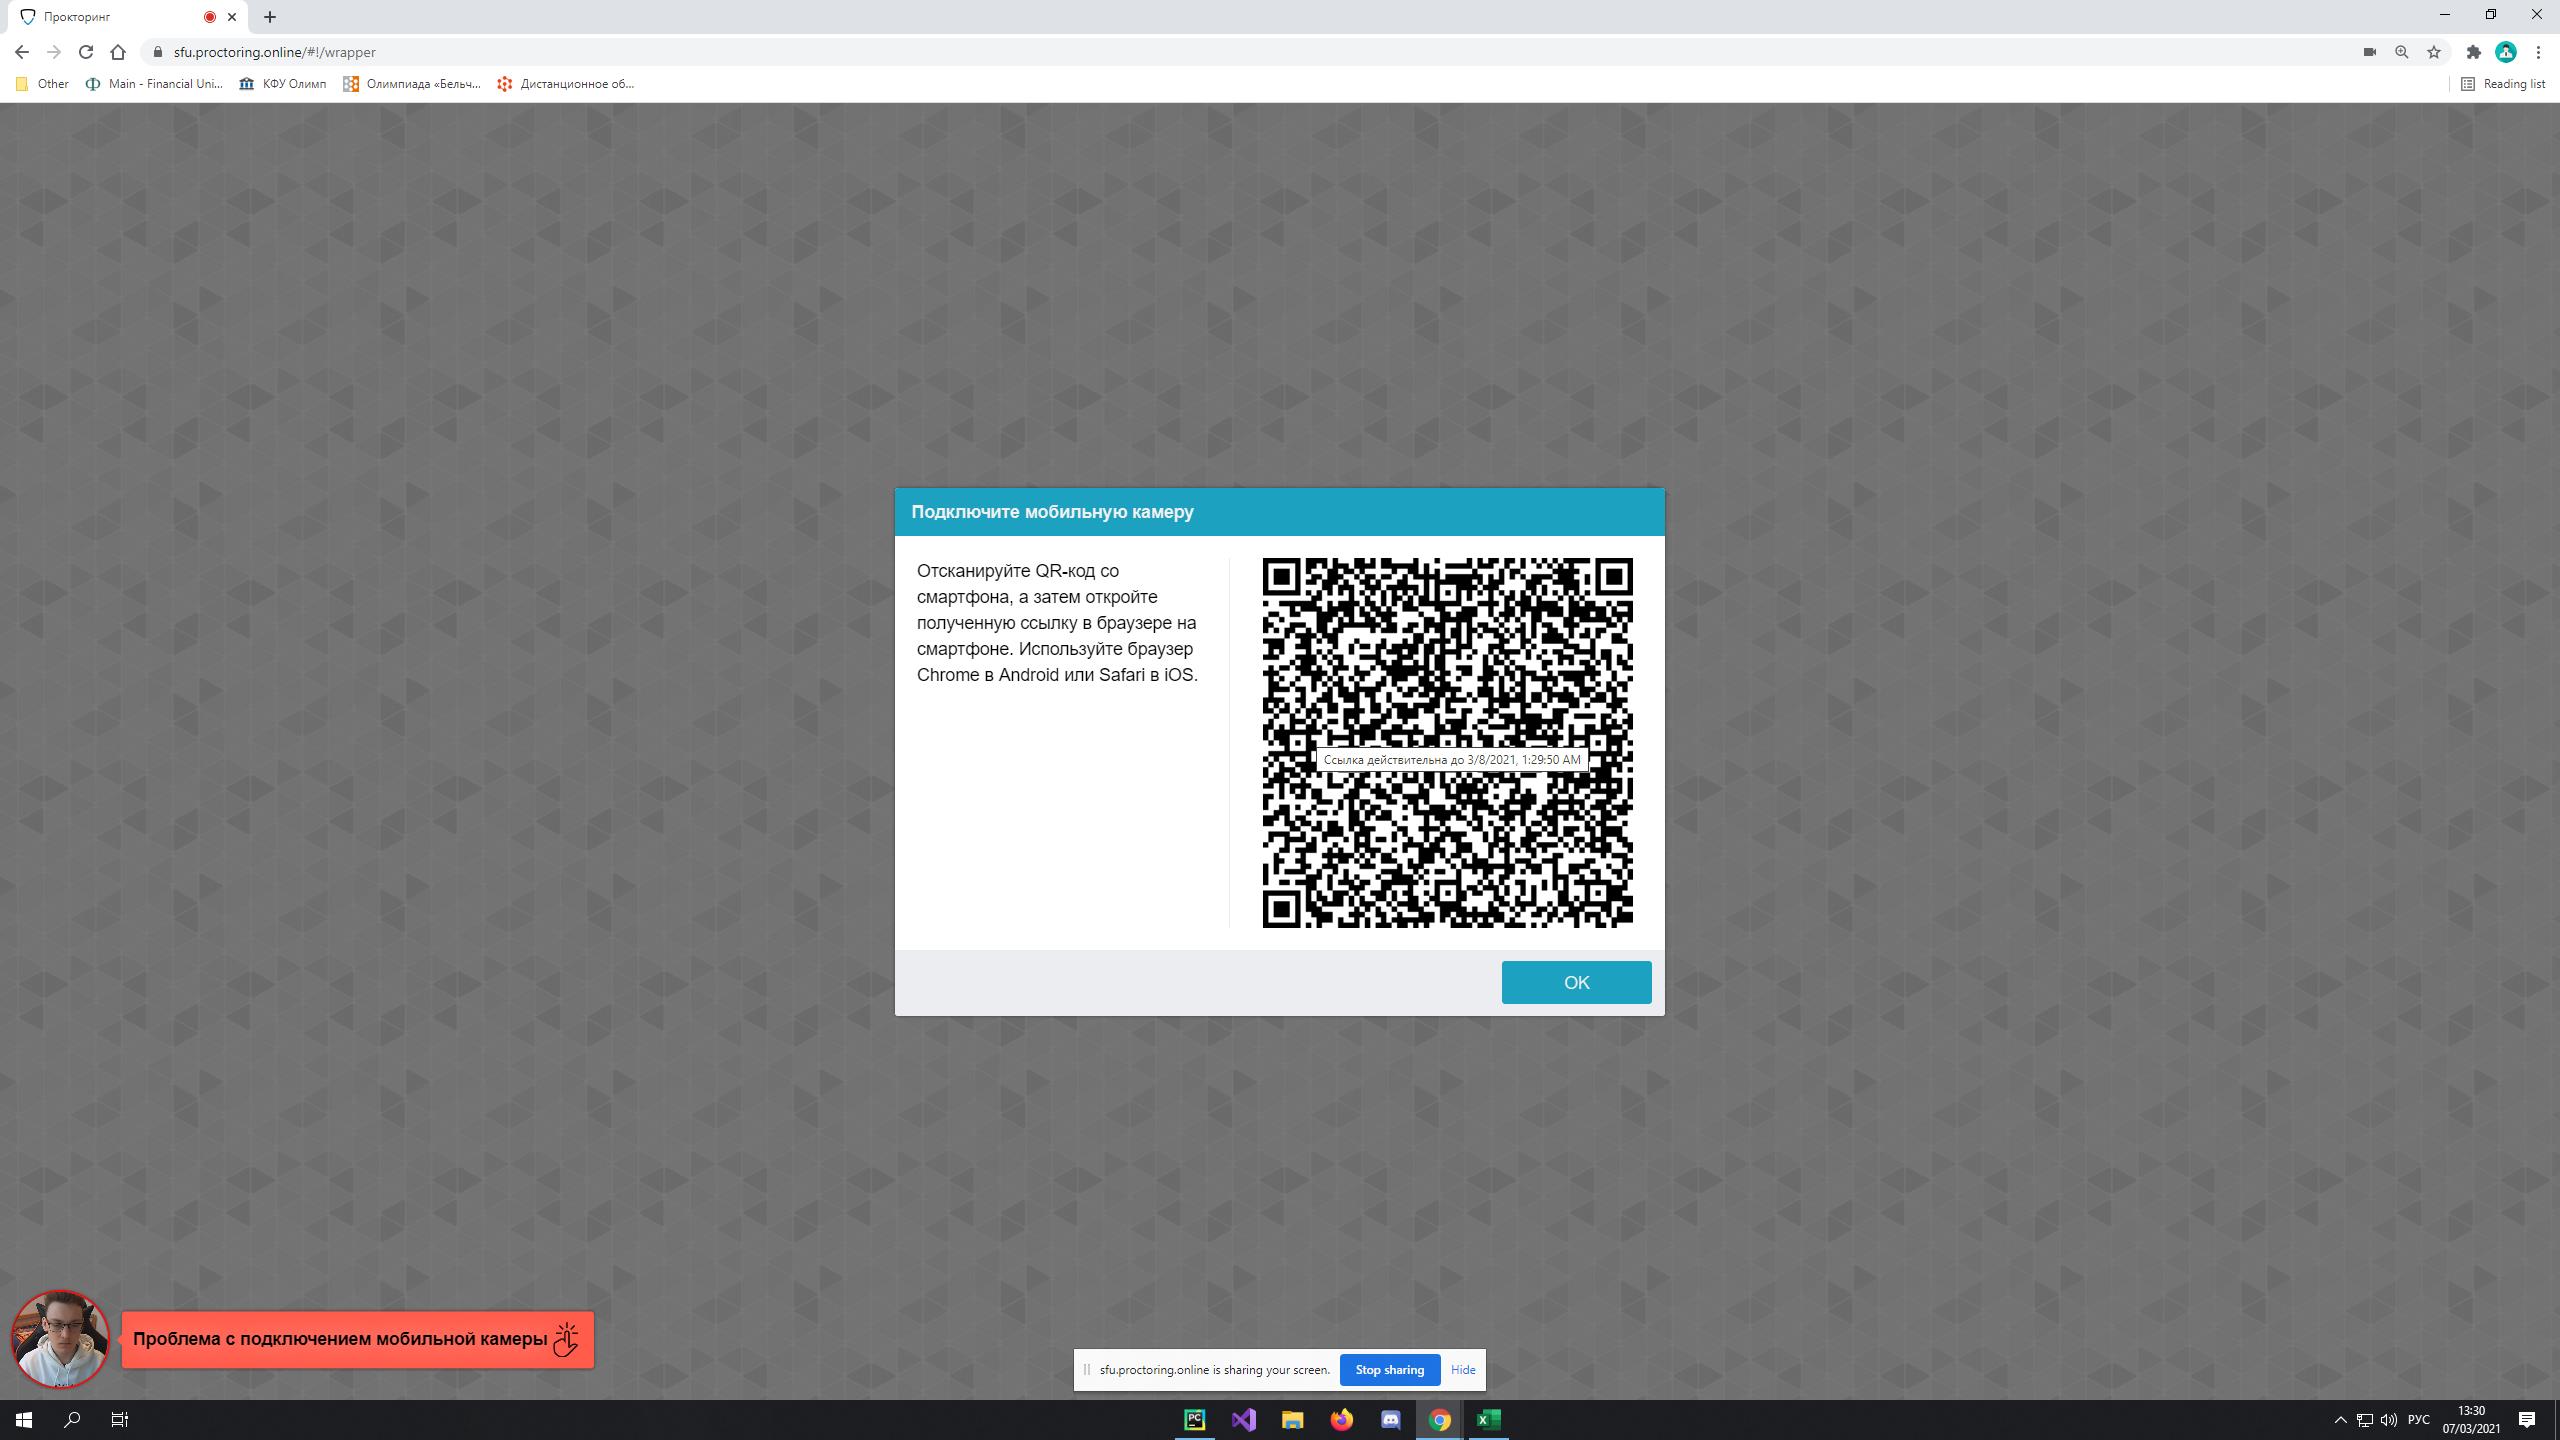 Прокторинг
sfu.proctoring.online/#!/wrapper
Other
Main - Financial Uni...
КФУ Олимп
Олимпиада «Бельч...
Дистанционное об...
Reading list
Подключите мобильную камеру
Отсканируйте QR-код со
смартфона, а затем откройте
полученную ссылку в браузере на
смартфоне. Используйте браузер
Chrome в Android или Safari в iOS.
Ссылка действительна до 3/8/2021, 1:29:50 AM
OK
Проблема с подключением мобильной камеры
sfu.proctoring.online is sharing your screen.
Stop sharing
Hide
PC
X
РУС
13:30
07/03/2021